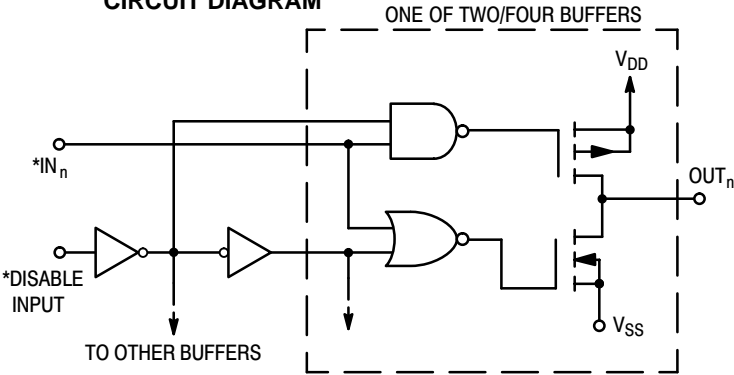 CIRCUIT DIAGRAM
ONE OF TWO/FOUR BUFFERS
VDD
*INn
OUTn
*DISABLE
INPUT
VSS
TO OTHER BUFFERS